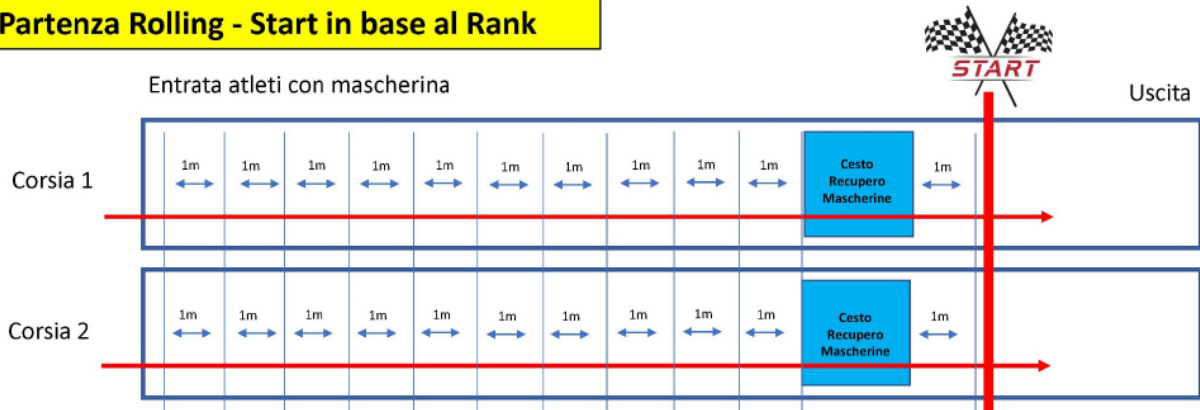 Partenza Rolling - Start in base al Rank
START
Entrata atleti con mascherina
Uscita
Corsia 1
1m 1m 1m 1m 1m 1m 1m 1m 1m 1m
Cesto
Recupero
Mascherine
1m
Corsia 2
1m 1m 1m 1m 1m 1m 1m 1m 1m 1m
Cesto
Recupero
Mascherine
1m